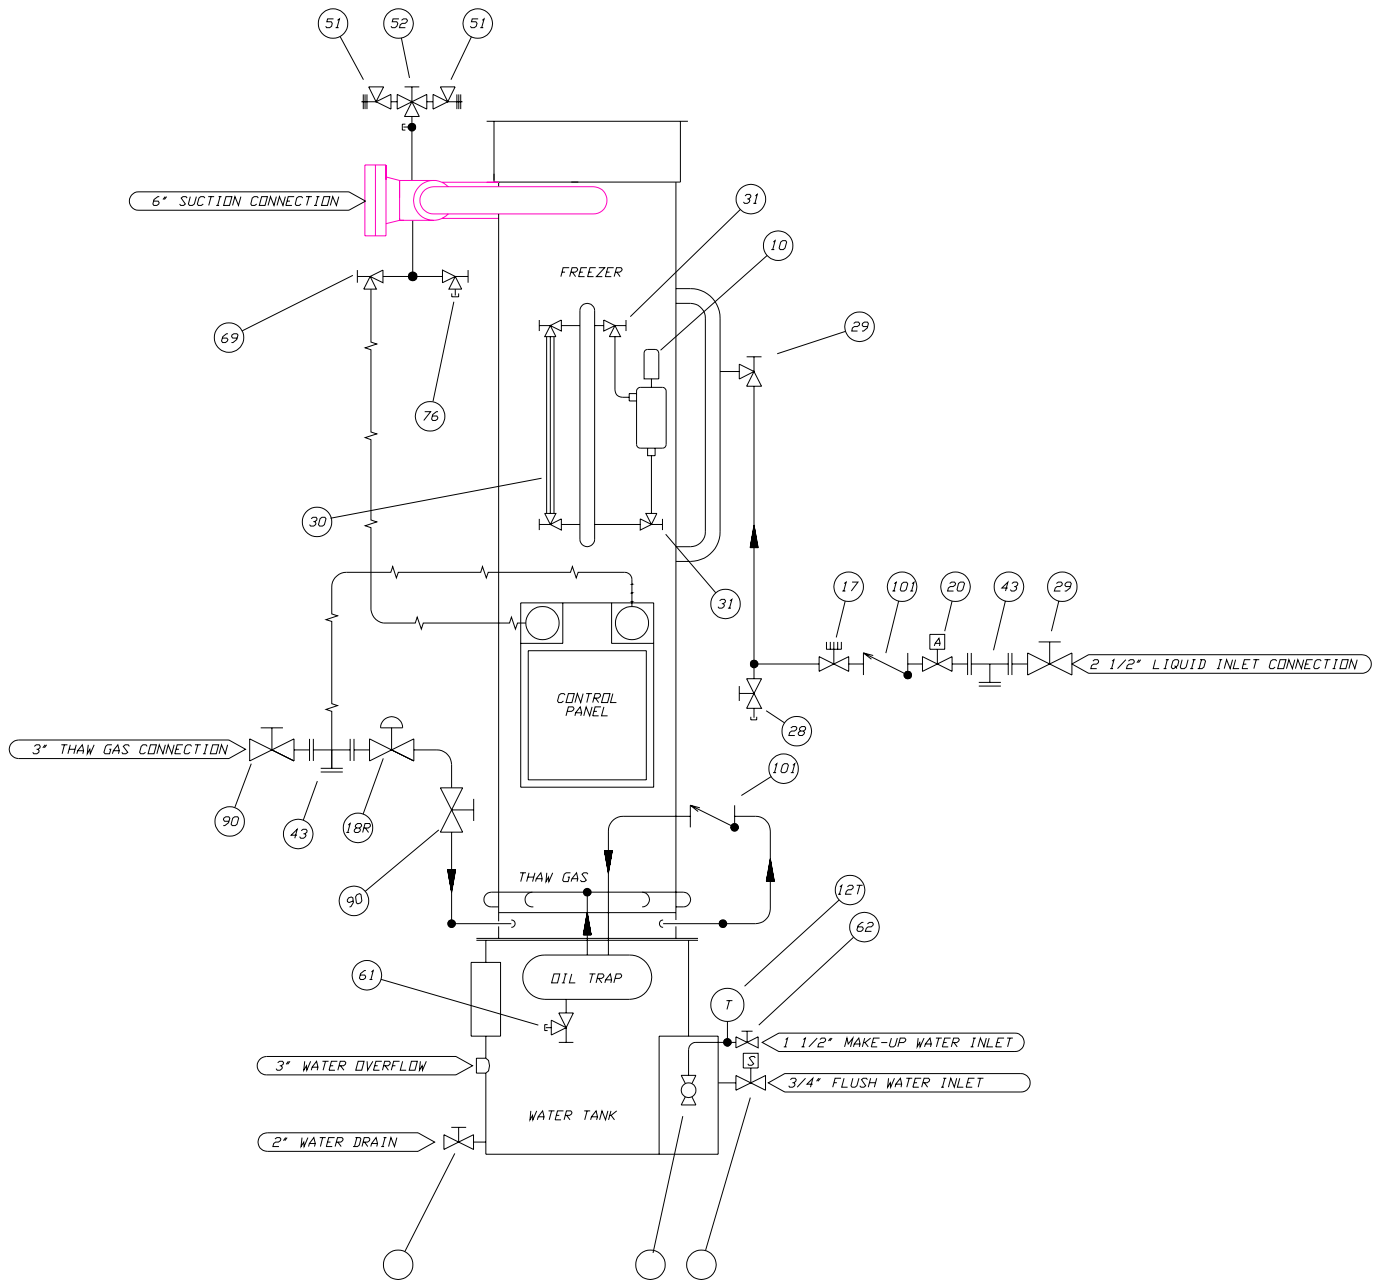 51
52
51
6" SUCTION CONNECTION
31
10
FREEZER
69
29
76
30
31
17
101
20
43
29
A
2 1/2" LIQUID INLET CONNECTION
CONTROL
PANEL
28
3" THAW GAS CONNECTION
101
90
43
18R
THAW GAS
90
12T
62
61
OIL TRAP
T
1 1/2" MAKE-UP WATER INLET
S
3" WATER OVERFLOW
3/4" FLUSH WATER INLET
WATER TANK
2" WATER DRAIN